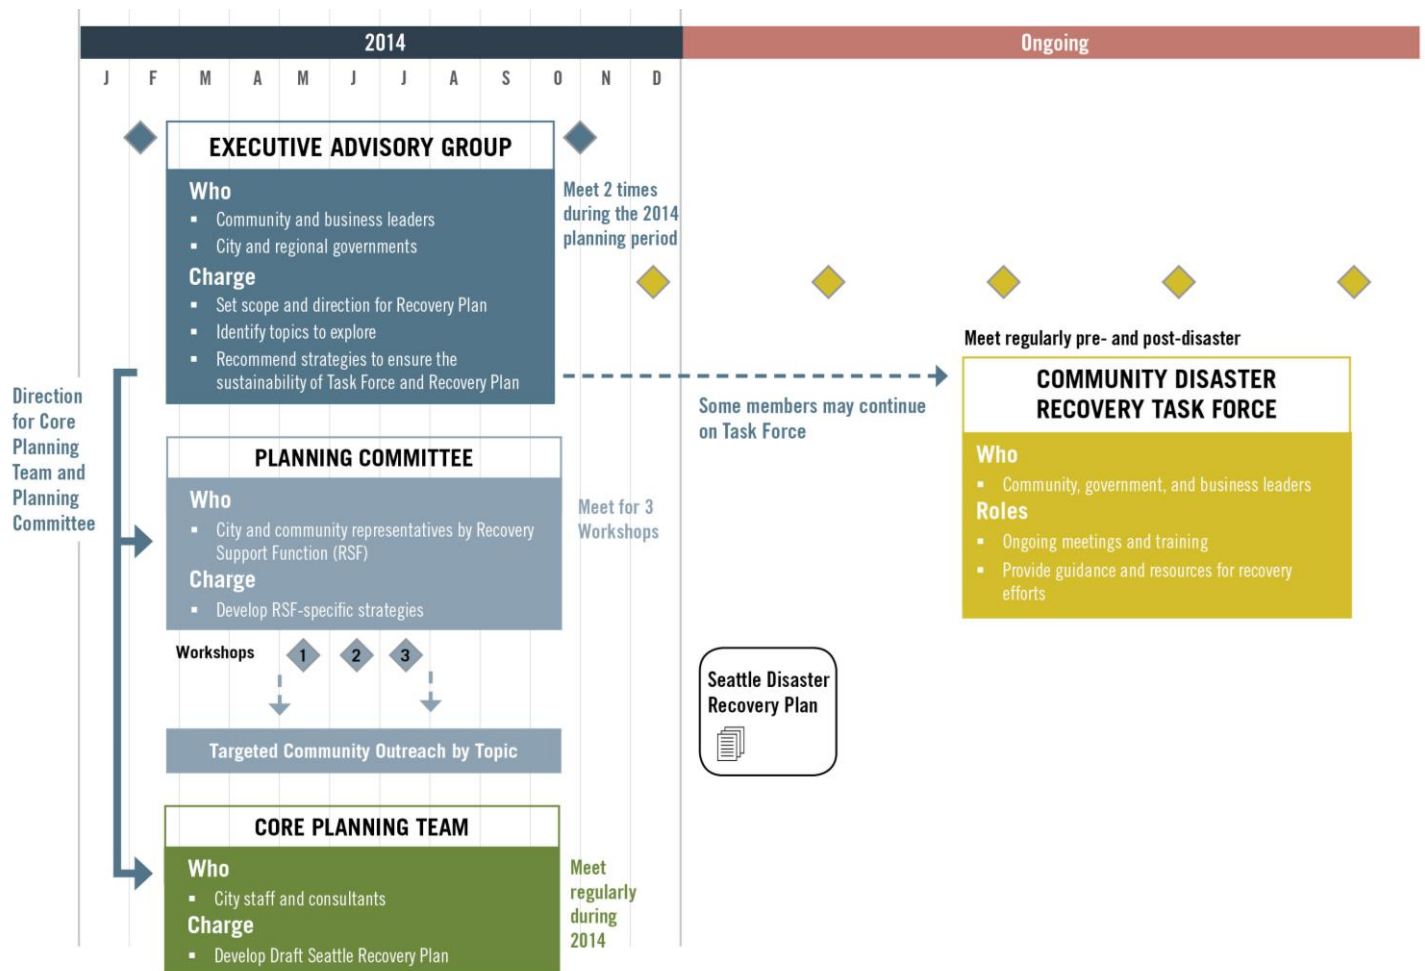 2014
Ongoing
J F M A M J J A S O N D
EXECUTIVE ADVISORY GROUP
Who
▪ Community and business leaders
▪ City and regional governments
Charge
▪ Set scope and direction for Recovery Plan
▪ Identify topics to explore
▪ Recommend strategies to ensure the
sustainability of Task Force and Recovery Plan
Meet 2 times
during the 2014
planning period
Direction
for Core
Planning
Team and
Planning
Committee
Some members may continue
on Task Force
Meet regularly pre- and post-disaster
COMMUNITY DISASTER
RECOVERY TASK FORCE
Who
▪ Community, government, and business leaders
Roles
▪ Ongoing meetings and training
▪ Provide guidance and resources for recovery
efforts
PLANNING COMMITTEE
Who
▪ City and community representatives by Recovery
Support Function (RSF)
Charge
▪ Develop RSF-specific strategies
Meet for 3
Workshops
Workshops 1 2 3
Targeted Community Outreach by Topic
Seattle Disaster
Recovery Plan
CORE PLANNING TEAM
Who
▪ City staff and consultants
Charge
▪ Develop Draft Seattle Recovery Plan
Meet
regularly
during
2014